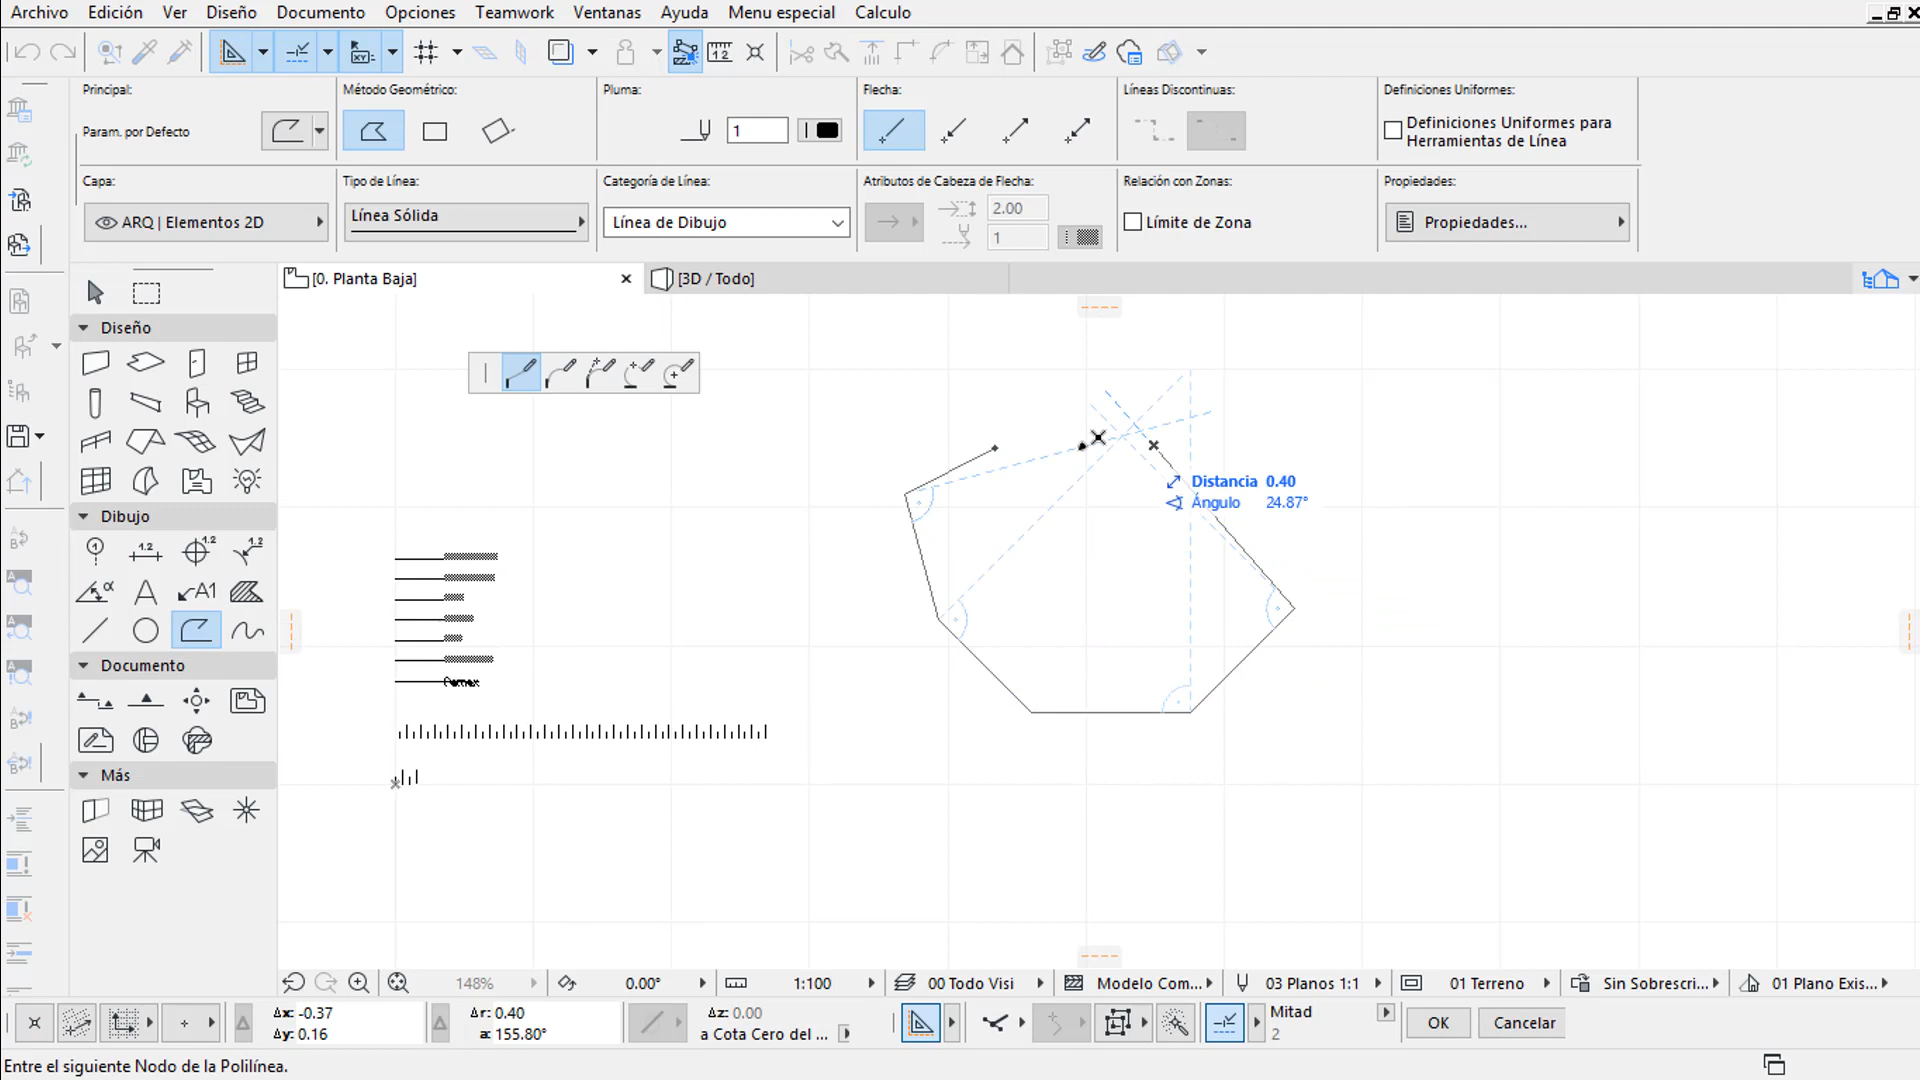 Archivo Edición Ver Diseño Documento Opciones Teamwork Ventanas Ayuda Menu especial Calculo
Principal: Método Geométrico: Pluma: Flecha: Líneas Discontinuas: Definiciones Uniformes:
Param. por Defecto 1 Definiciones Uniformes para
Herramientas de Línea
Capa: Tipo de Línea: Categoría de Línea: Atributos de Cabeza de Flecha: Relación con Zonas: Propiedades:
ARQ | Elementos 2D Línea Sólida Línea de Dibujo 2.00 Límite de Zona Propiedades...
1
[0. Planta Baja] [3D / Todo]
Diseño
Distancia 0.40
Ángulo 24.87°
Dibujo
Documento
Más
148% 0.00° 1:100 00 Todo Visi Modelo Com... 03 Planos 1:1 01 Terreno Sin Sobrescri... 01 Plano Exis...
Δx: -0.37 Δr: 0.40 Δz: 0.00 Mitad OK Cancelar
Δy: 0.16 a: 155.80° a Cota Cero del ... 2
Entre el siguiente Nodo de la Polilínea.